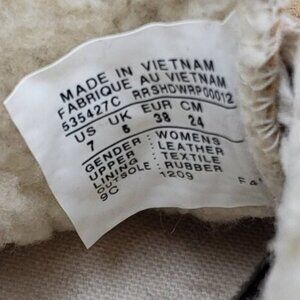 MADE IN VIETNAM
FABRIQUE AU VIETNAM
535427C RRSHDWRP00012
US UK EUR CM
7 5 38 24
GENDER : WOMENS
UPPER : LEATHER
LINING : TEXTILE
OUTSOLE : RUBBER
9C 1209 F4